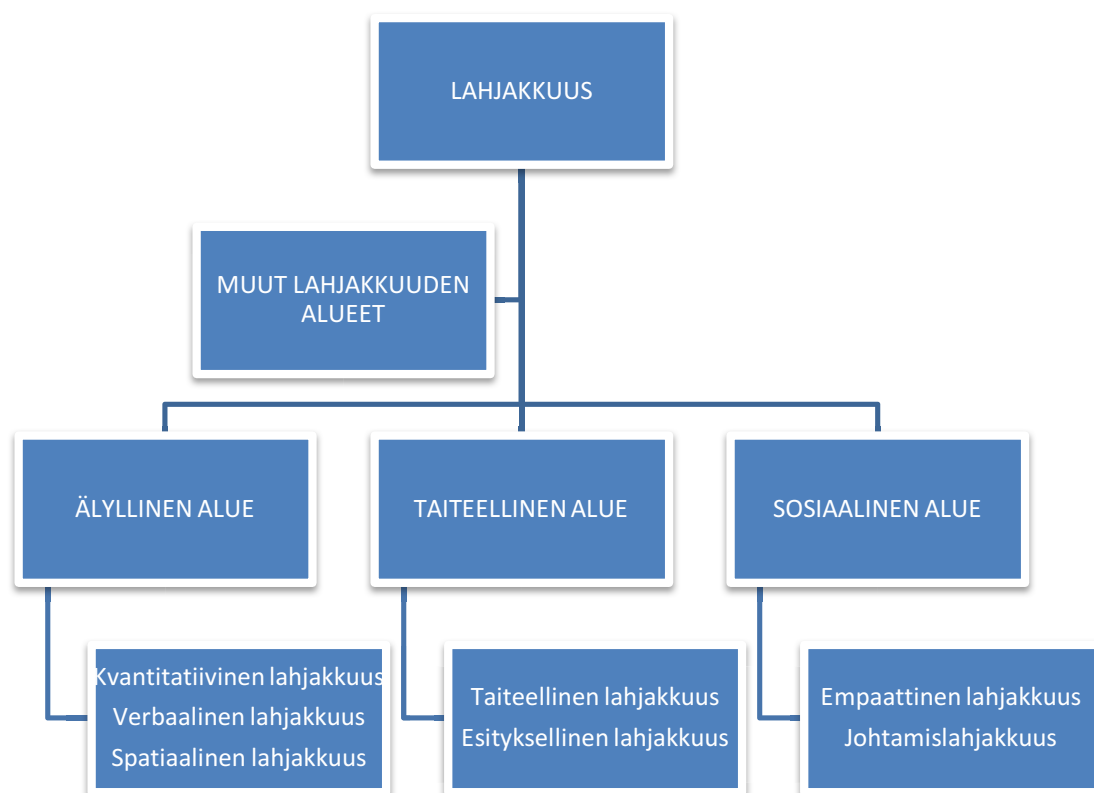 LAHJAKKUUS
MUUT LAHJAKKUUDEN
ALUEET
ÄLYLLINEN ALUE
TAITEELLINEN ALUE
SOSIAALINEN ALUE
Kvantitatiivinen lahjakkuus
Verbaalinen lahjakkuus
Spatiaalinen lahjakkuus
Taiteellinen lahjakkuus
Esityksellinen lahjakkuus
Empaattinen lahjakkuus
Johtamislahjakkuus